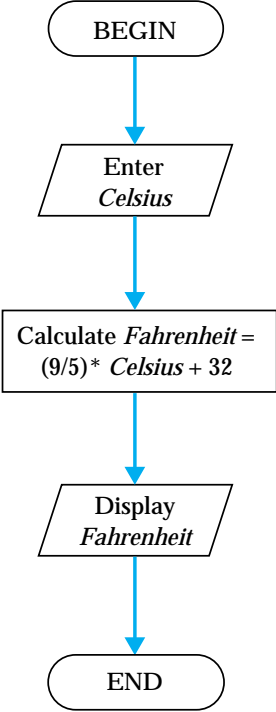 BEGIN
Enter
Celsius
Calculate Fahrenheit =
(9/5)* Celsius + 32
Display
Fahrenheit
END